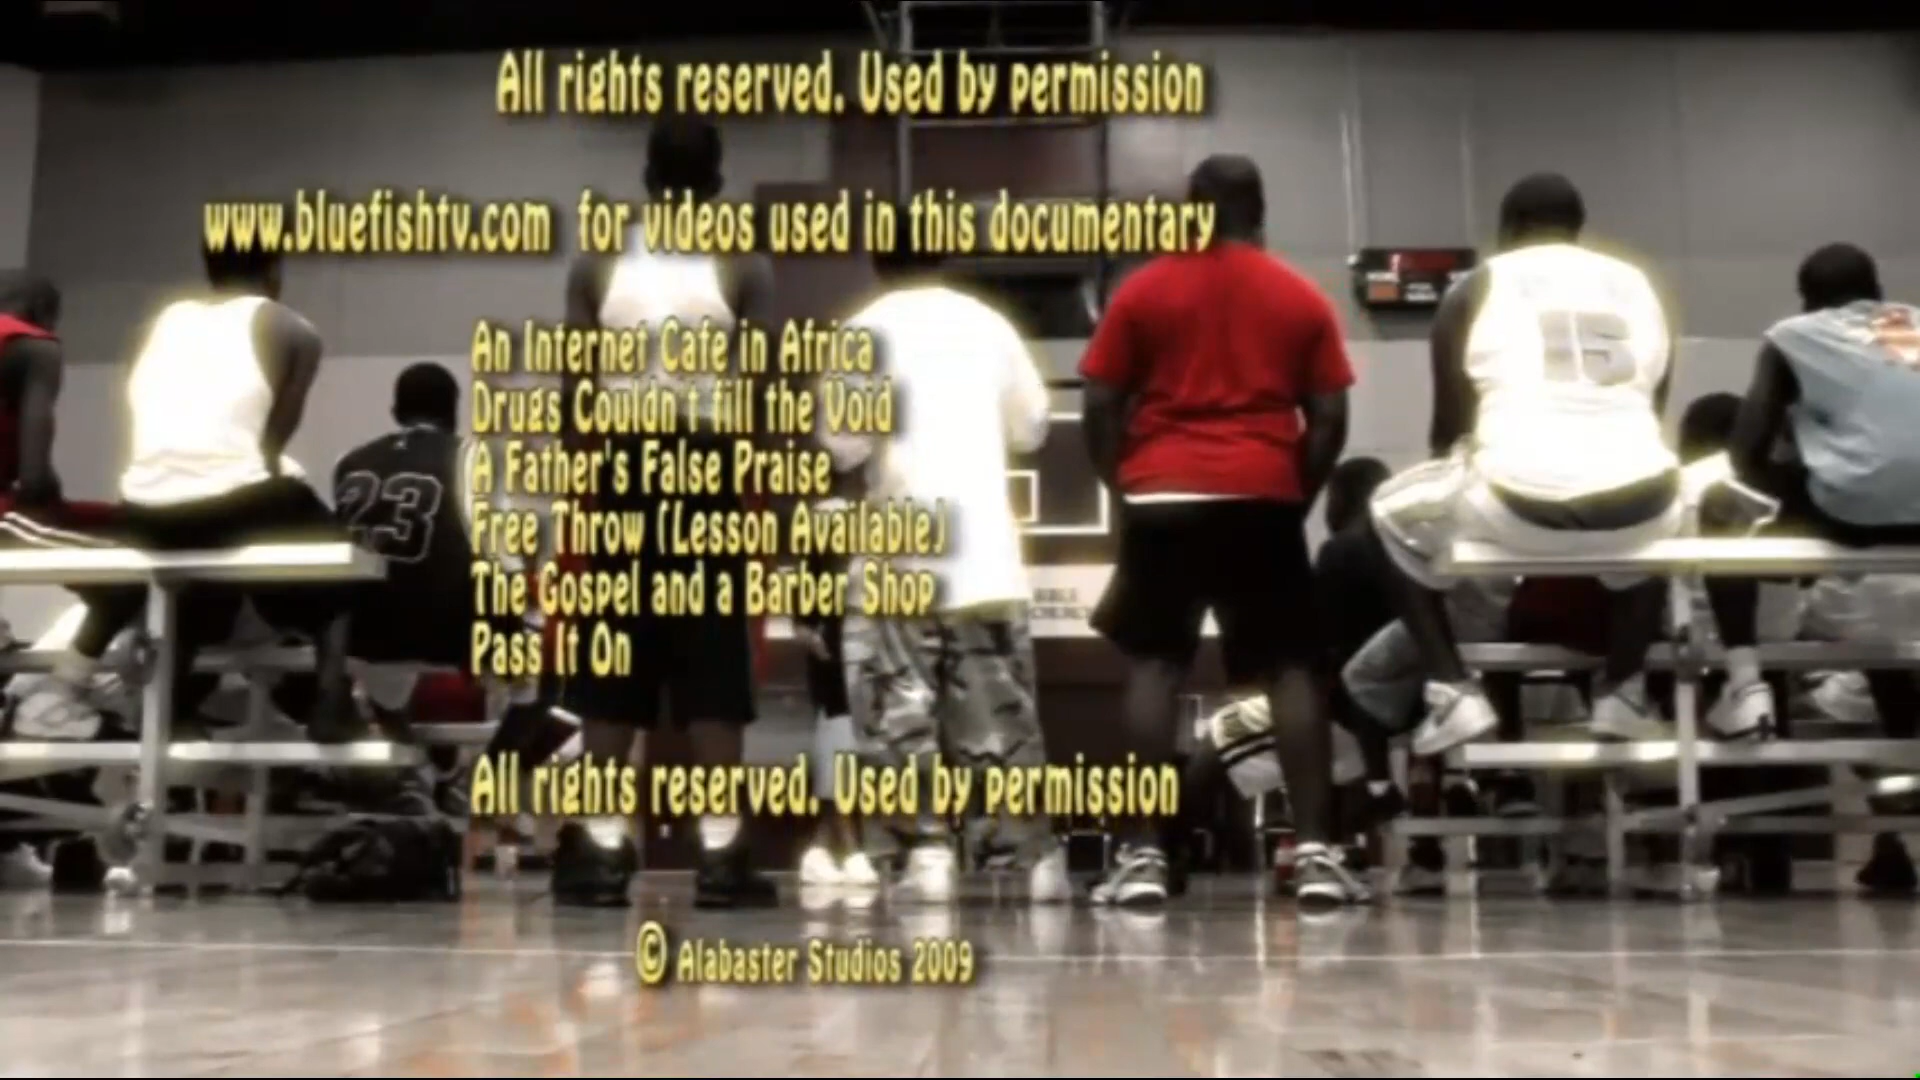 All rights reserved. Used by permission
www.bluefishtv.com for videos used in this documentary
An Internet Cafe in Africa
Drugs Couldn't fill the Void
A Father's False Praise
Free Throw (Lesson Available)
The Gospel and a Barber Shop
Pass It On
All rights reserved. Used by permission
© Alabaster Studios 2009
23
15